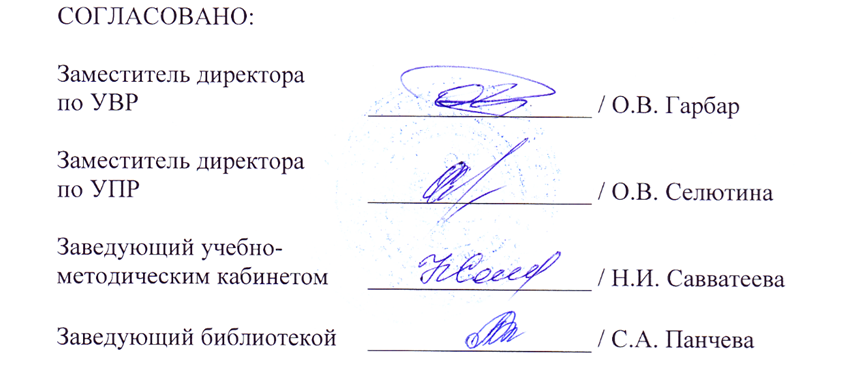 СОГЛАСОВАНО:
Заместитель директора
по УВР / О.В. Гарбар
Заместитель директора
по УПР / О.В. Селютина
Заведующий учебно-
методическим кабинетом / Н.И. Савватеева
Заведующий библиотекой / С.А. Панчева